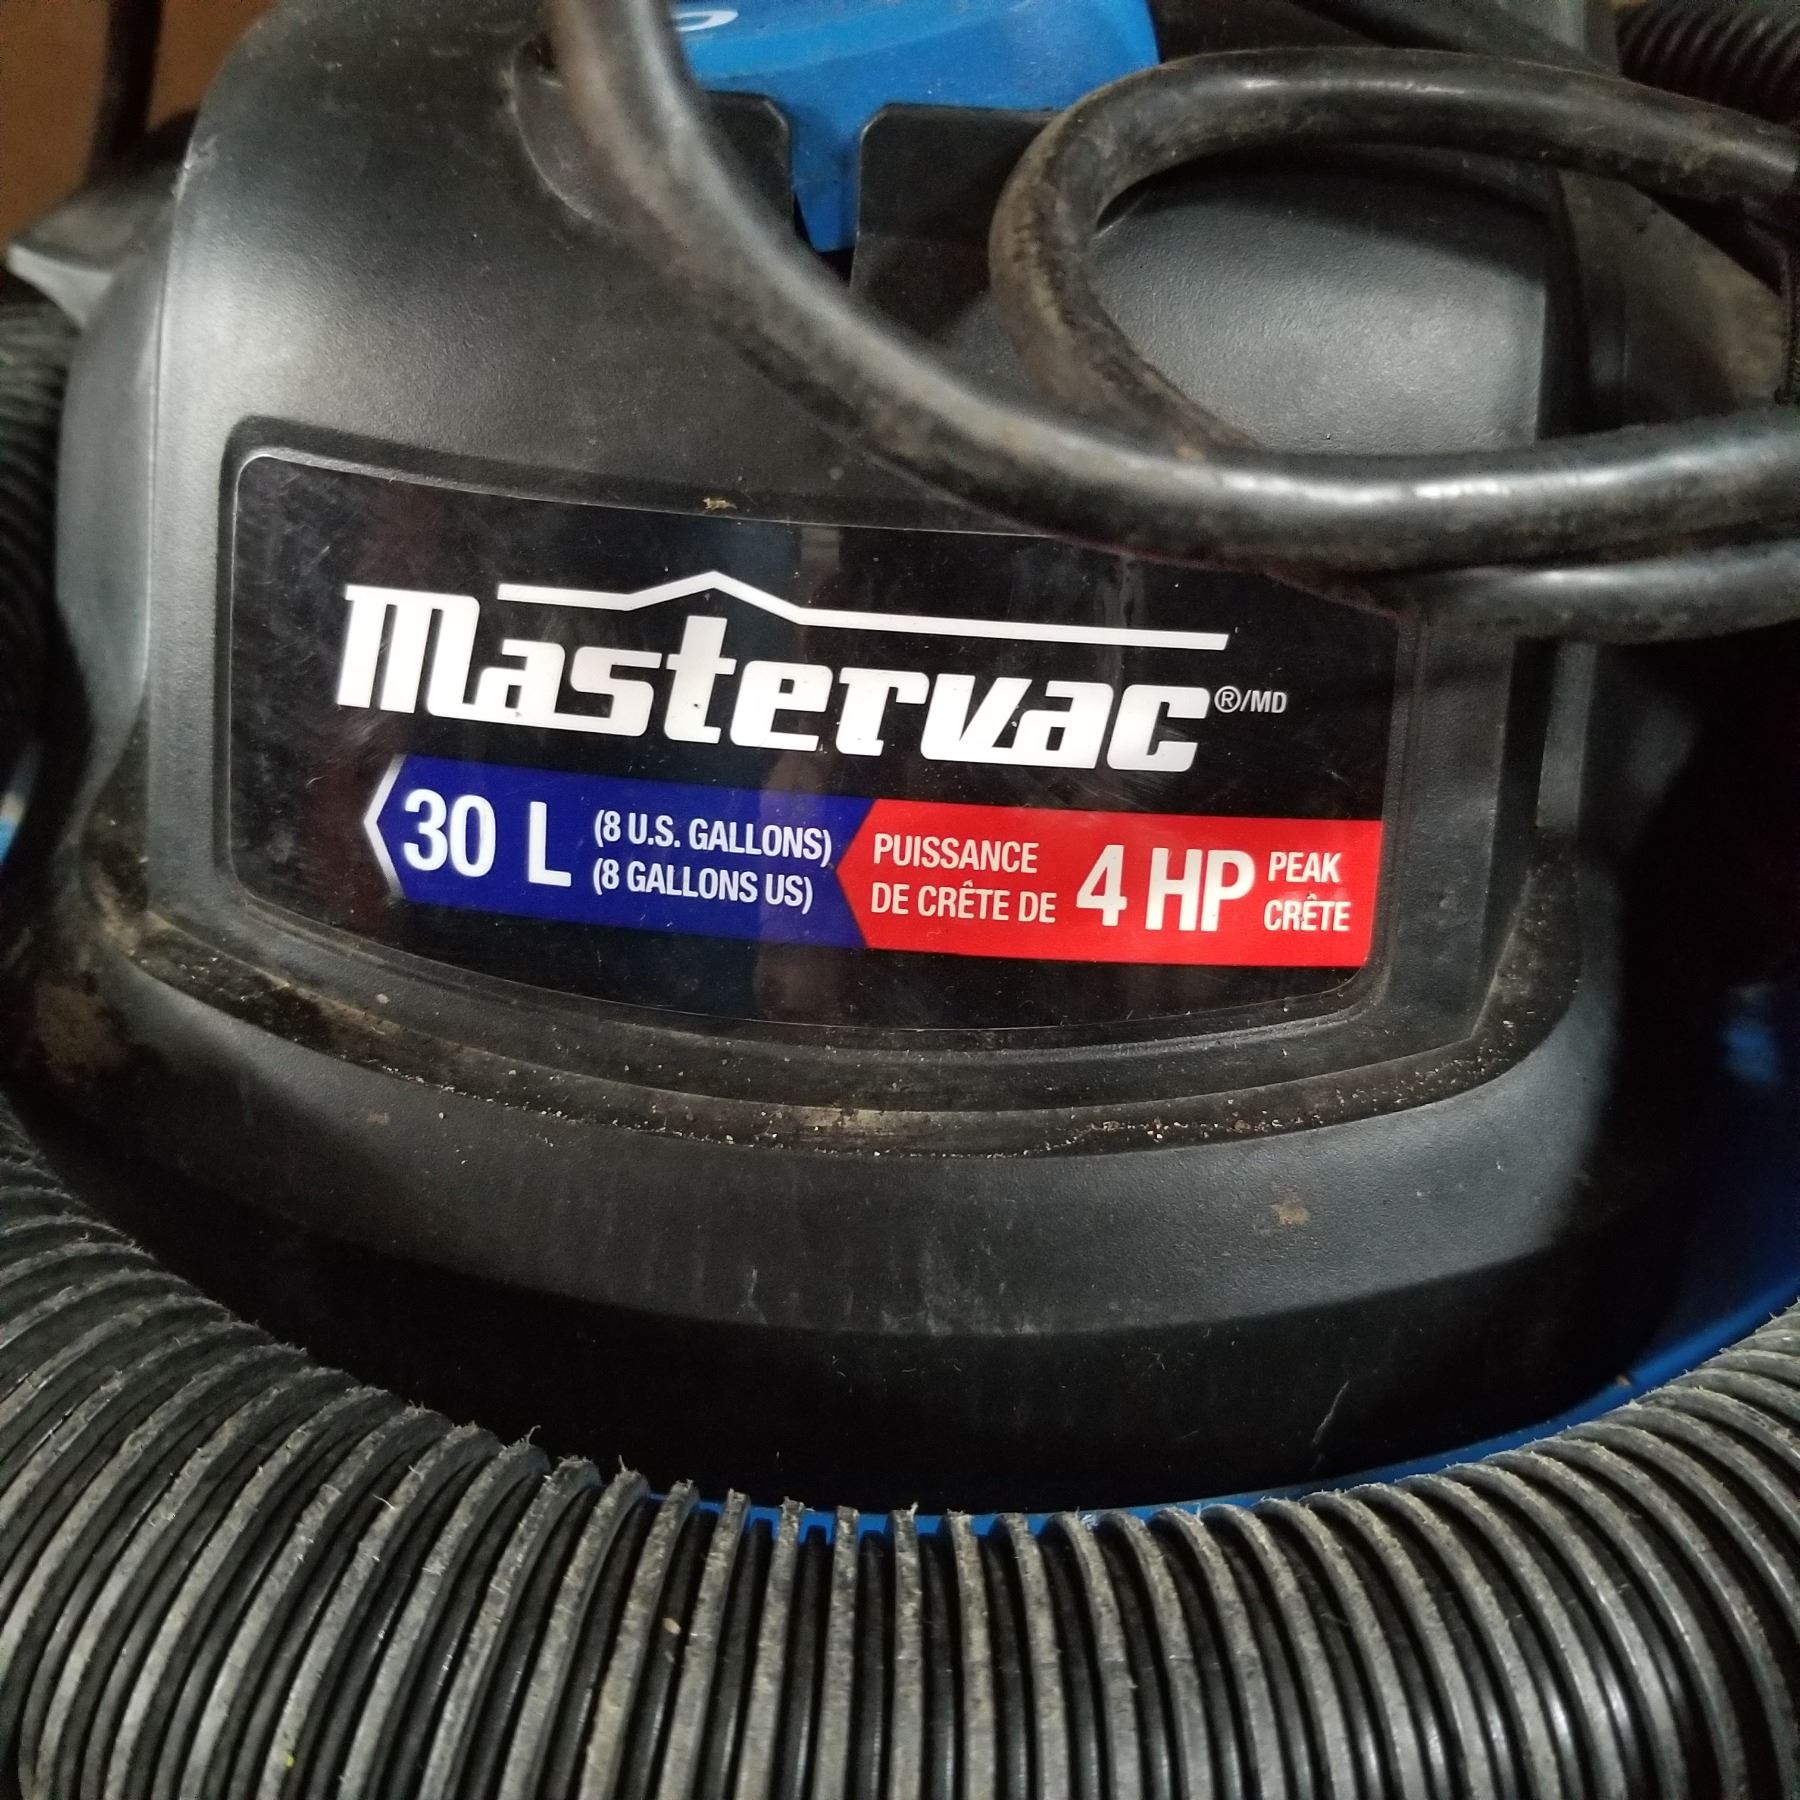 Mastervac®/MD
30 L (8 U.S. GALLONS)
(8 GALLONS US)
PUISSANCE
DE CRÊTE DE 4 HP PEAK
CRÊTE